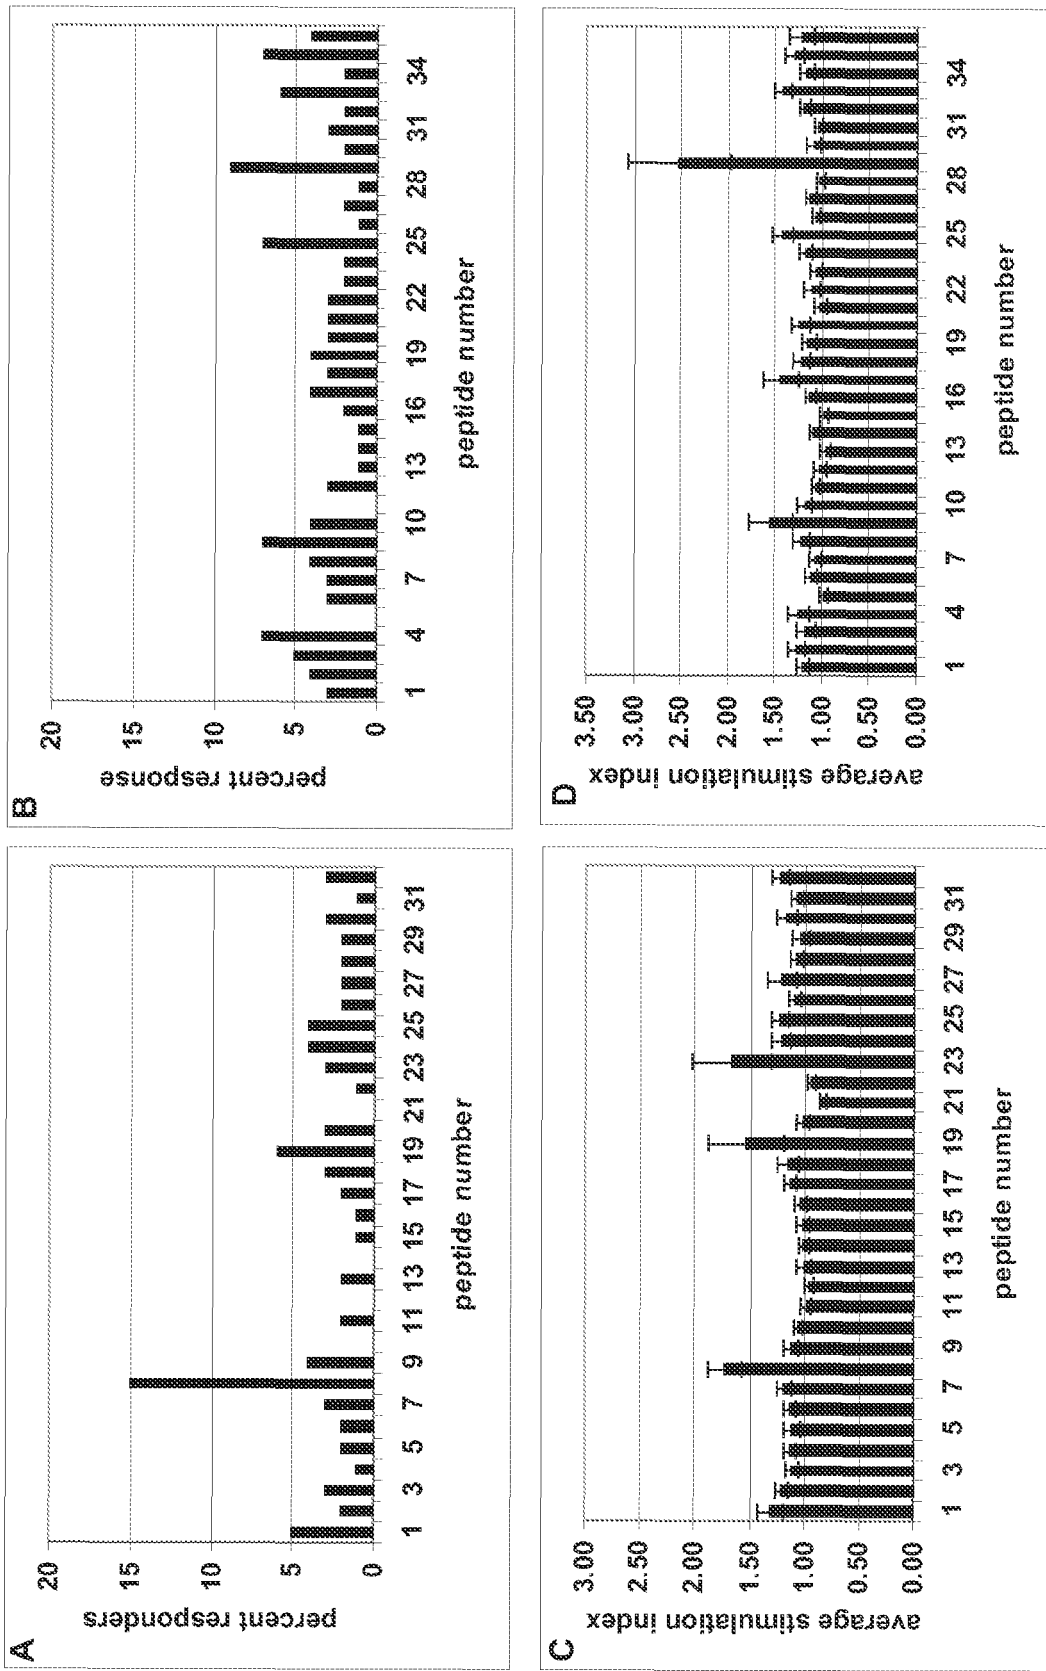 A
percent responders
20
15
10
5
0
1 3 5 7 9 11 13 15 17 19 21 23 25 27 29 31
peptide number
B
percent response
20
15
10
5
0
1 4 7 10 13 16 19 22 25 28 31 34
peptide number
C
average stimulation index
3.00
2.50
2.00
1.50
1.00
0.50
0.00
1 3 5 7 9 11 13 15 17 19 21 23 25 27 29 31
peptide number
D
average stimulation index
3.50
3.00
2.50
2.00
1.50
1.00
0.50
0.00
1 4 7 10 13 16 19 22 25 28 31 34
peptide number